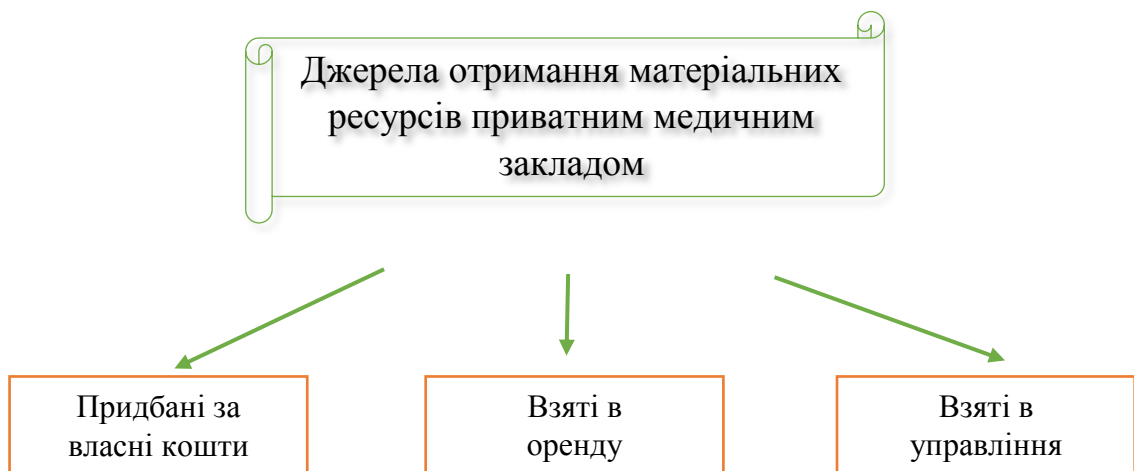 Джерела отримання матеріальних
ресурсів приватним медичним
закладом
Придбані за
власні кошти
Взяті в
оренду
Взяті в
управління